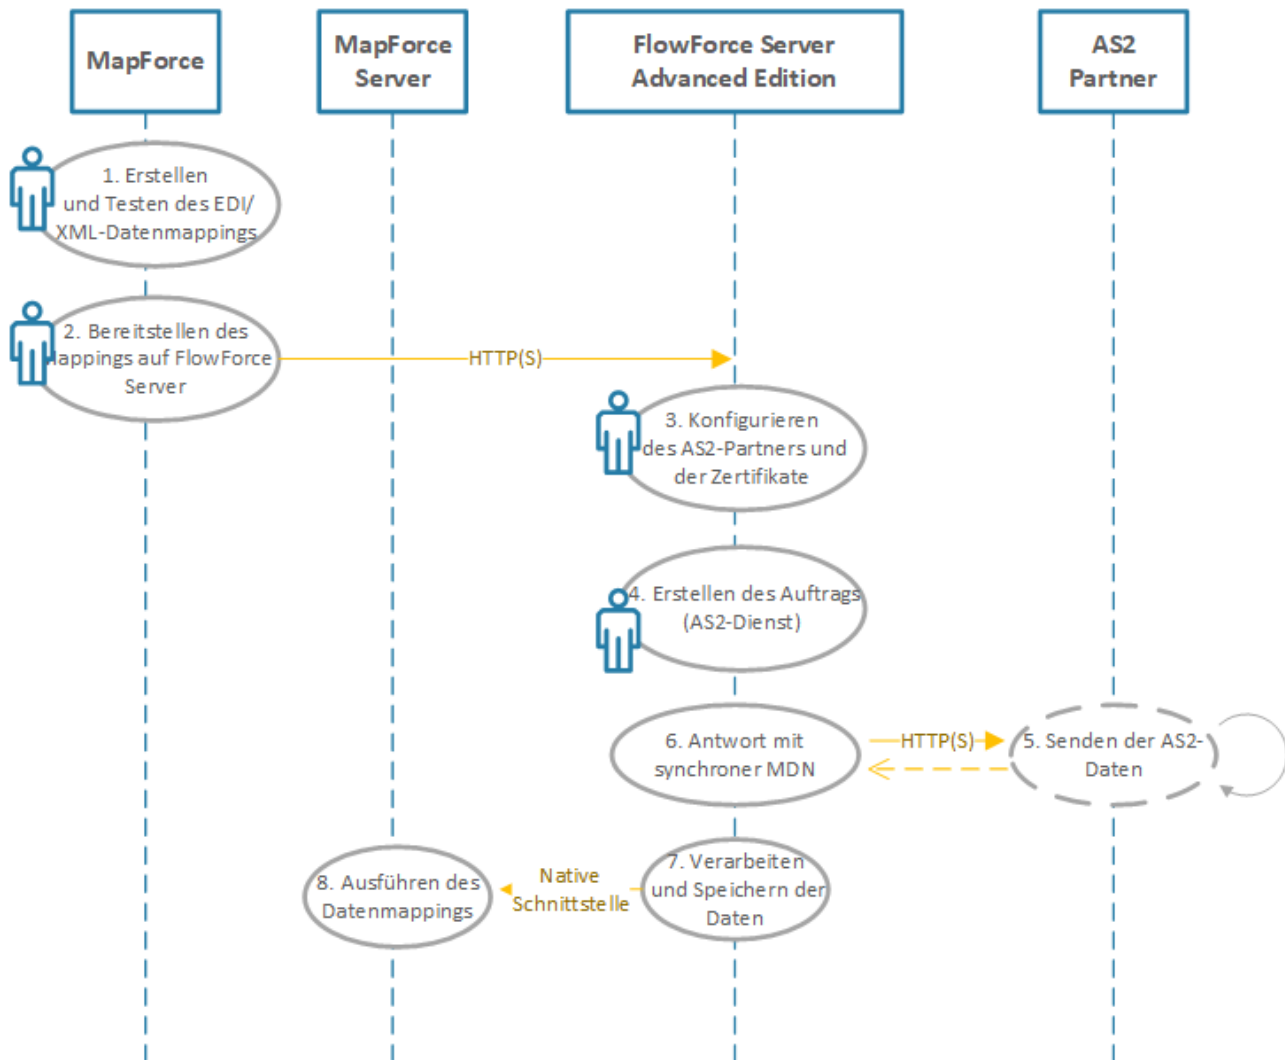 MapForce
MapForce
Server
FlowForce Server
Advanced Edition
AS2
Partner
1. Erstellen
und Testen des EDI/
XML-Datenmappings
2. Bereitstellen des
appings auf FlowForce
Server
HTTP(S)
3. Konfigurieren
des AS2-Partners und
der Zertifikate
4. Erstellen des Auftrags
(AS2-Dienst)
6. Antwort mit
synchroner MDN
HTTP(S)
5. Senden der AS2-
Daten
8. Ausführen des
Datenmappings
Native
Schnittstelle
7. Verarbeiten
und Speichern der
Daten